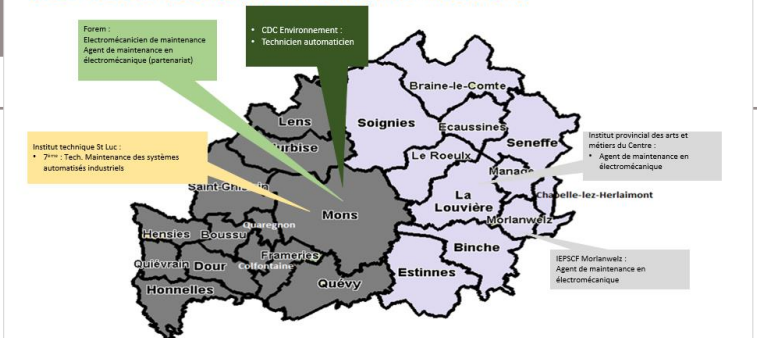 Forem :
Electromécanicien de maintenance
Agent de maintenance en
électromécanique (partenariat)
• CDC Environnement :
• Technicien automaticien
Institut technique St Luc :
• 7ème : Tech. Maintenance des systèmes
automatisés industriels
Institut provincial des arts et
métiers du Centre :
• Agent de maintenance en
électromécanique
IEPSCF Morlanwelz :
Agent de maintenance en
électromécanique
Braine-le-Comte
Lens
Soignies
Ecaussines
Seneffe
Jurbise
Le Roeulx
Manage
Saint-Ghislain
Chapelle-lez-Herlaimont
La
Louvière
Mons
Morlanwelz
Quaregnon
Hensies
Boussu
Binche
Frameries
Colfontaine
Quiévrain
Dour
Estinnes
Quévy
Honnelles